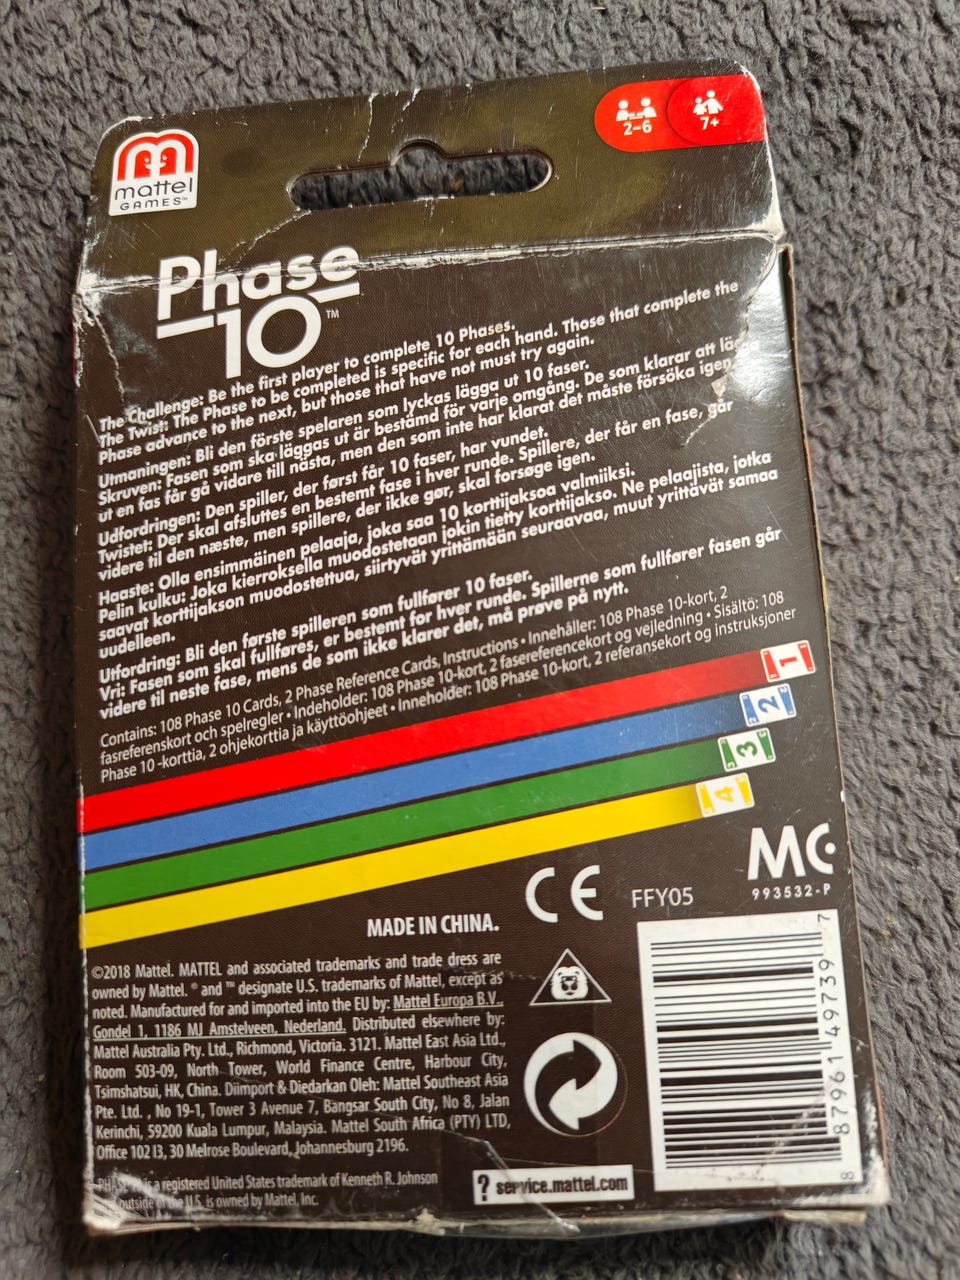 mattel
GAMES™
2-6
7+
Phase
10™
The Challenge: Be the first player to complete 10 Phases.
The Twist: The Phase to be completed is specific for each hand. Those that complete the
Phase advance to the next, but those that have not must try again.
Utmaningen: Bli den förste spelaren som lyckas lägga ut 10 faser.
Skruven: Fasen som ska läggas ut är bestämd för varje omgång. De som klarar att
ut en fas får gå vidare till nästa, men den som inte har klarat det måste försöka igen.
Udfordringen: Den spiller, der først får 10 faser, har vundet.
Twistet: Der skal afsluttes en bestemt fase i hver runde. Spillere, der får en fase, går
videre til den næste, men spillere, der ikke gør, skal forsøge igen.
Haaste: Olla ensimmäinen pelaaja, joka saa 10 korttijaksoa valmiiksi.
Pelin kulku: Joka kierroksella muodostetaan jokin tietty korttijakso. Ne pelaajista, jotka
saavat korttijakson muodostettua, siirtyvät yrittämään seuraavaa, muut yrittävät samaa
uudelleen.
Utfordring: Bli den første spilleren som fullfører 10 faser.
Vri: Fasen som skal fullføres, er bestemt for hver runde. Spillerne som fullfører fasen går
videre til neste fase, mens de som ikke klarer det, må prøve på nytt.
Contains: 108 Phase 10 Cards, 2 Phase Reference Cards, Instructions • Innehåller: 108 Phase 10-kort, 2
fasreferenskort och spelregler • Indeholder: 108 Phase 10-kort, 2 fasereferencekort og vejledning • Sisältö: 108
Phase 10 -korttia, 2 ohjekorttia ja käyttöohjeet • Inneholder: 108 Phase 10-kort, 2 referansekort og instruksjoner
1
2
3
4
MC
993532-P
CE
FFY05
MADE IN CHINA.
©2018 Mattel. MATTEL and associated trademarks and trade dress are
owned by Mattel. ® and ™ designate U.S. trademarks of Mattel, except as
noted. Manufactured for and imported into the EU by: Mattel Europa B.V.,
Gondel 1, 1186 MJ Amstelveen, Nederland. Distributed elsewhere by:
Mattel Australia Pty. Ltd., Richmond, Victoria. 3121. Mattel East Asia Ltd.,
Room 503-09, North Tower, World Finance Centre, Harbour City,
Tsimshatsui, HK, China. Diimport & Diedarkan Oleh: Mattel Southeast Asia
Pte. Ltd. , No 19-1, Tower 3 Avenue 7, Bangsar South City, No 8, Jalan
Kerinchi, 59200 Kuala Lumpur, Malaysia. Mattel South Africa (PTY) LTD,
Office 102 I3, 30 Melrose Boulevard, Johannesburg 2196.
PHASE 10 is a registered United States trademark of Kenneth R. Johnson
and outside of the U.S. is owned by Mattel, Inc.
? service.mattel.com
8 87961 49739 7